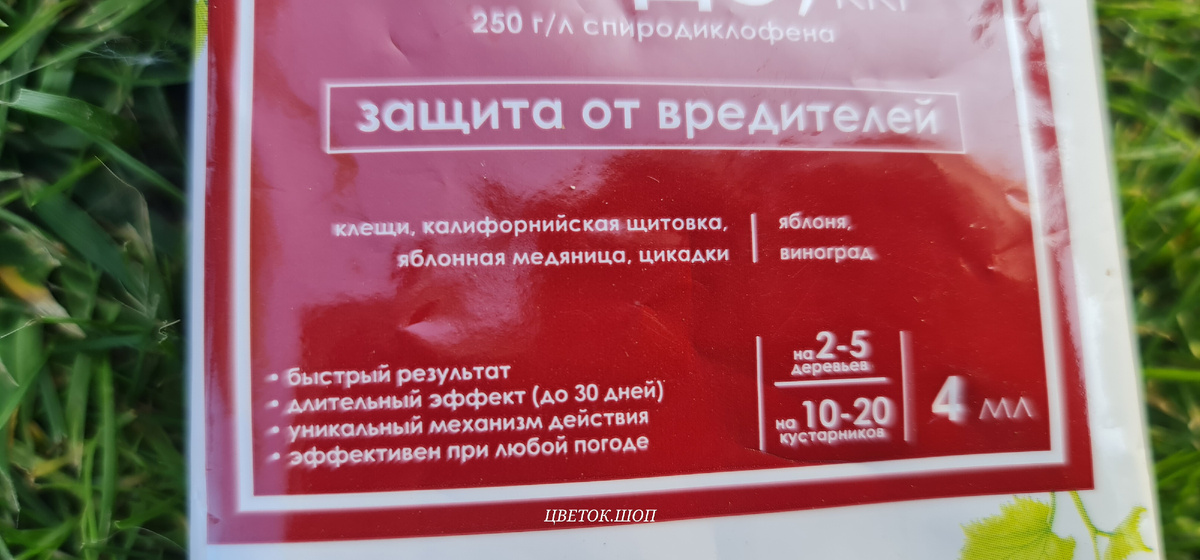 250 г/л спиродиклофена
защита от вредителей
клещи, калифорнийская щитовка,
яблонная медяница, цикадки
яблоня,
виноград
• быстрый результат
• длительный эффект (до 30 дней)
• уникальный механизм действия
• эффективен при любой погоде
на 2-5
деревьев
на 10-20
кустарников
4 мл
ЦВЕТОК.ШОП